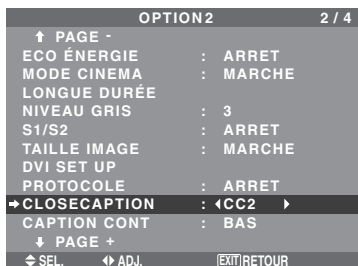 OPTION2 2/4
↑ PAGE -
ECO ÉNERGIE : ARRET
MODE CINEMA : MARCHE
LONGUE DURÉE
NIVEAU GRIS : 3
S1/S2 : ARRET
TAILLE IMAGE : MARCHE
DVI SET UP
PROTOCOLE : ARRET
→CLOSECAPTION : ◂CC2 ▸
CAPTION CONT : BAS
↓ PAGE +
SEL. ADJ. EXIT RETOUR